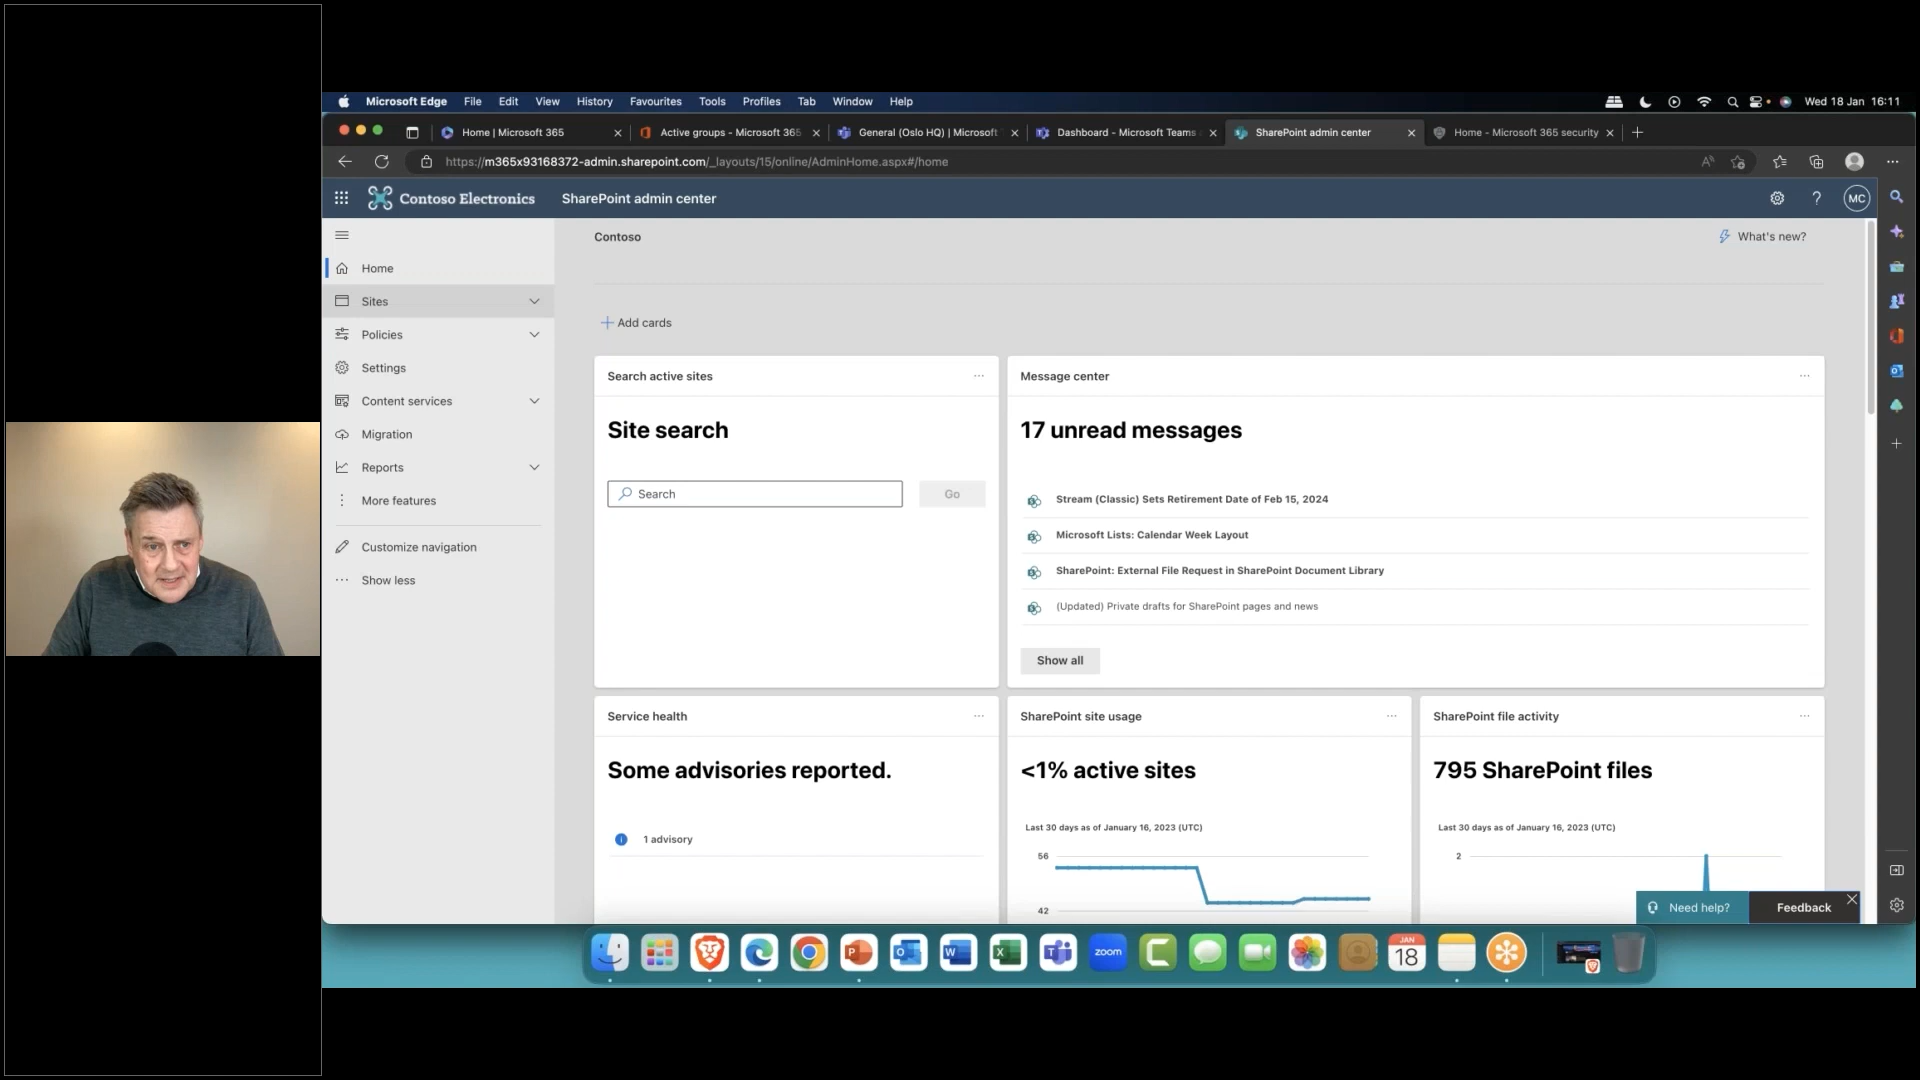 Microsoft Edge File Edit View History Favourites Tools Profiles Tab Window Help
Wed 18 Jan 16:11
Home | Microsoft 365
Active groups - Microsoft 365
General (Oslo HQ) | Microsoft
Dashboard - Microsoft Teams
SharePoint admin center
Home - Microsoft 365 security
https://m365x93168372-admin.sharepoint.com/_layouts/15/online/AdminHome.aspx#/home
Contoso Electronics
SharePoint admin center
?
MC
Home
Sites
Policies
Settings
Content services
Migration
Reports
More features
Customize navigation
Show less
Contoso
What's new?
Add cards
Search active sites
Site search
Search
Go
Message center
17 unread messages
Stream (Classic) Sets Retirement Date of Feb 15, 2024
Microsoft Lists: Calendar Week Layout
SharePoint: External File Request in SharePoint Document Library
(Updated) Private drafts for SharePoint pages and news
Show all
Service health
Some advisories reported.
1 advisory
SharePoint site usage
<1% active sites
Last 30 days as of January 16, 2023 (UTC)
56
42
SharePoint file activity
795 SharePoint files
Last 30 days as of January 16, 2023 (UTC)
2
Need help?
Feedback
zoom
JAN
18